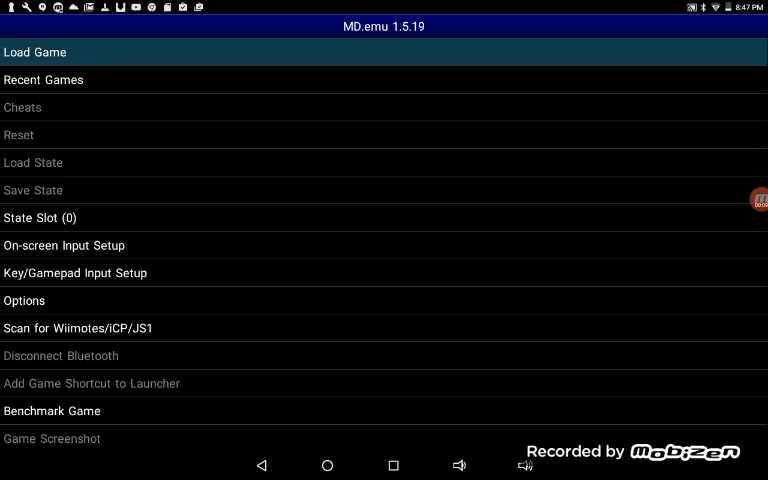 8:47 PM
MD.emu 1.5.19
Load Game
Recent Games
Cheats
Reset
Load State
Save State
00:09
State Slot (0)
On-screen Input Setup
Key/Gamepad Input Setup
Options
Scan for Wiimotes/iCP/JS1
Disconnect Bluetooth
Add Game Shortcut to Launcher
Benchmark Game
Game Screenshot
Recorded by Mobizen